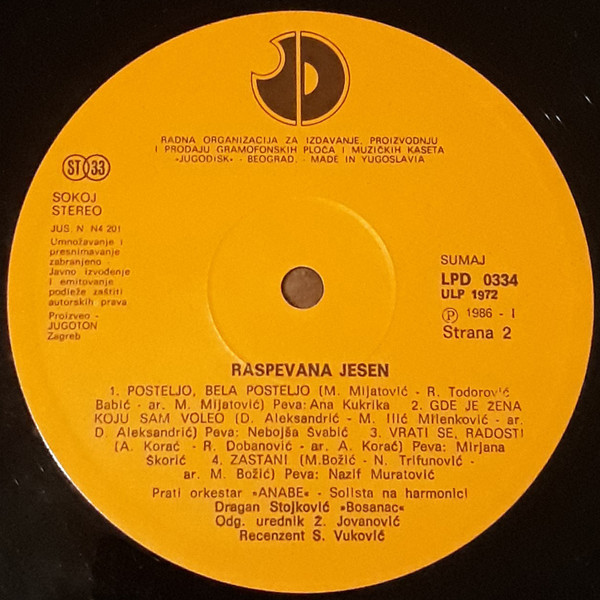 JD
RADNA ORGANIZACIJA ZA IZDAVANJE, PROIZVODNJU
I PRODAJU GRAMOFONSKIH PLOČA I MUZIČKIH KASETA
»JUGODISK« - BEOGRAD, - MADE IN YUGOSLAVIA
ST 33
SOKOJ
STEREO
JUS. N N4 201
Umnožavanje i
presnimavanje
zabranjeno -
Javno izvođenje
i emitovanje
podleže zaštiti
autorskih prava
Proizveo -
JUGOTON
Zagreb
SUMAJ
LPD 0334
ULP 1972
Ⓟ 1986 - I
Strana 2
RASPEVANA JESEN
1. POSTELJO, BELA POSTELJO (M. Mijatović - R. Todorović
Babić - ar. M. Mijatović) Peva: Ana Kukrika 2. GDE JE ŽENA
KOJU SAM VOLEO (D. Aleksandrić - M. Ilić Milenković - ar.
D. Aleksandrić) Peva: Nebojša Švabić 3. VRATI SE, RADOSTI
(A. Korać - R. Dobanović - ar. A. Korać) Peva: Mirjana
Škorić 4. ZASTANI (M.Božić - N. Trifunović -
ar. M. Božić) Peva: Nazif Muratović
Prati orkestar »ANABE« - Solista na harmonici
Dragan Stojković »Bosanac«
Odg. urednik Ž. Jovanović
Recenzent S. Vuković